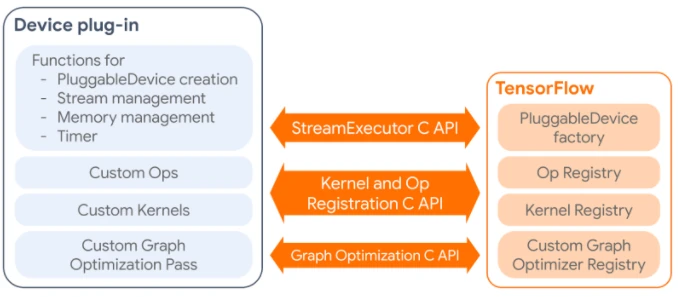 Device plug-in
Functions for
- PluggableDevice creation
- Stream management
- Memory management
- Timer
Custom Ops
Custom Kernels
Custom Graph
Optimization Pass
StreamExecutor C API
Kernel and Op
Registration C API
Graph Optimization C API
TensorFlow
PluggableDevice
factory
Op Registry
Kernel Registry
Custom Graph
Optimizer Registry